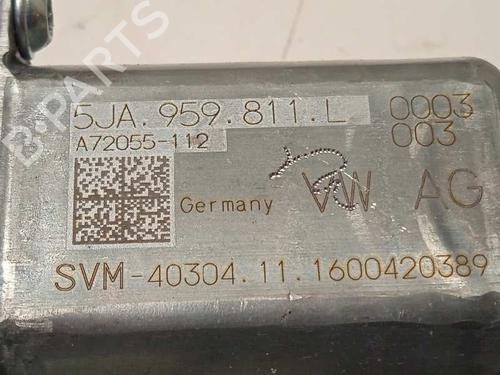 5JA.959.811.L 0003
A72055-112 003
Germany VW AG
SVM-40304.11.1600420389
B-PARTS